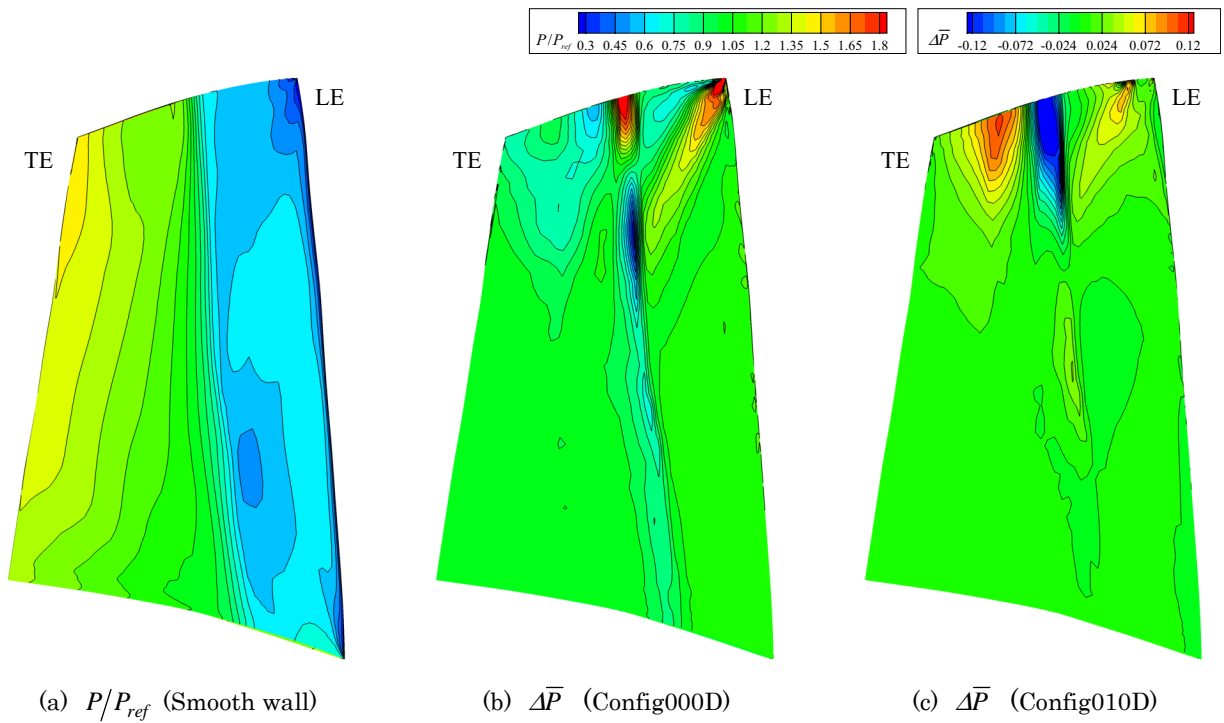 P/P_ref 0.3 0.45 0.6 0.75 0.9 1.05 1.2 1.35 1.5 1.65 1.8
ΔP̅ -0.12 -0.072 -0.024 0.024 0.072 0.12
LE
TE
LE
TE
LE
TE
(a) P/P_ref (Smooth wall)
(b) ΔP̅ (Config000D)
(c) ΔP̅ (Config010D)